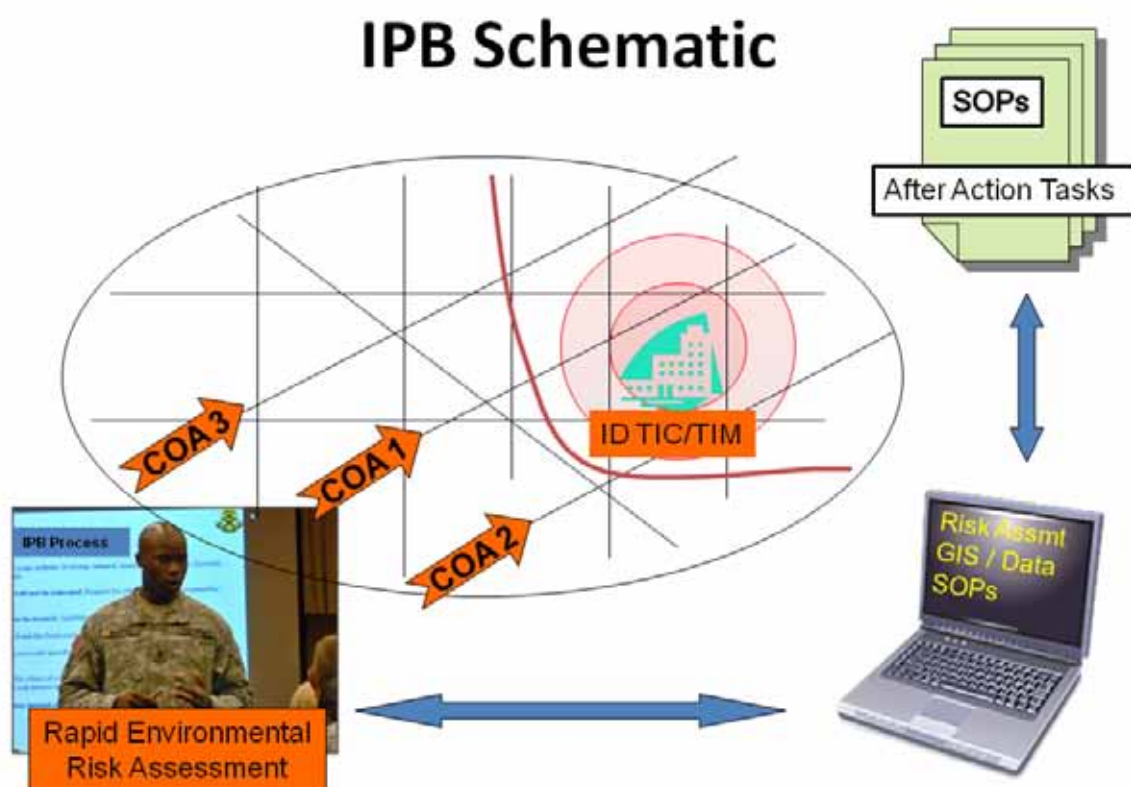 IPB Schematic
SOPs
After Action Tasks
ID TIC/TIM
COA 3
COA 1
COA 2
IPB Process
Risk Assmt
GIS / Data
SOPs
Rapid Environmental
Risk Assessment